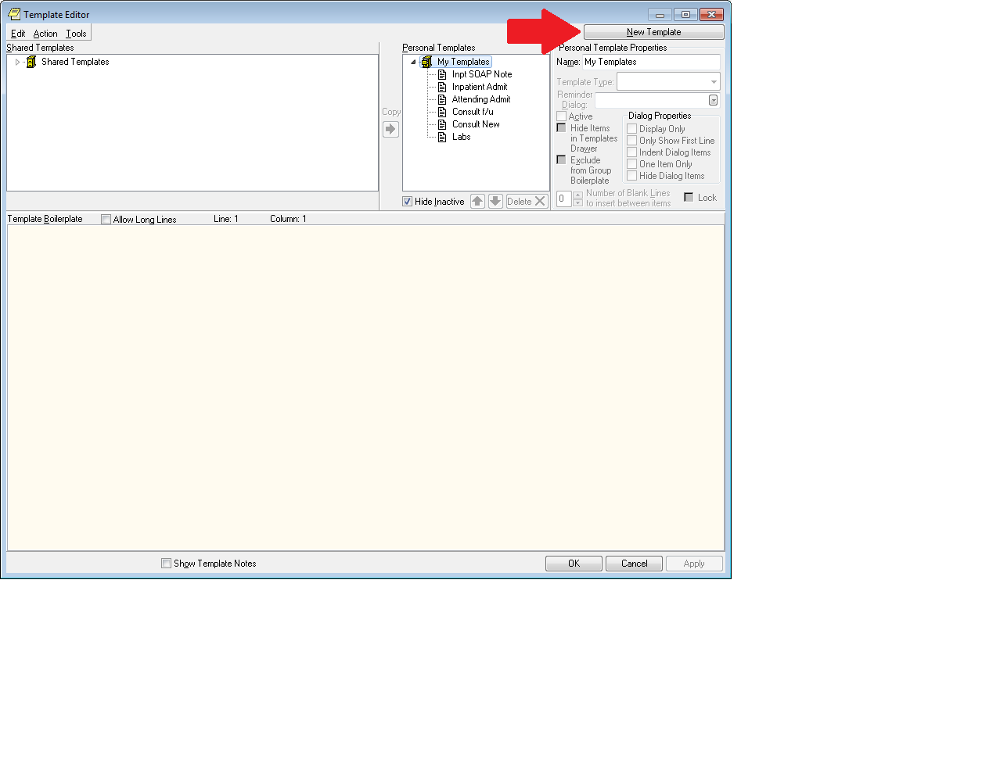 Template Editor
Edit Action Tools
New Template
Shared Templates
Shared Templates
Copy
Personal Templates
My Templates
Inpt SOAP Note
Inpatient Admit
Attending Admit
Consult f/u
Consult New
Labs
Hide Inactive
Delete
Personal Template Properties
Name: My Templates
Template Type:
Reminder
Dialog:
Active
Hide Items
in Templates
Drawer
Exclude
from Group
Boilerplate
Dialog Properties
Display Only
Only Show First Line
Indent Dialog Items
One Item Only
Hide Dialog Items
0 Number of Blank Lines
to insert between items
Lock
Template Boilerplate Allow Long Lines Line: 1 Column: 1
Show Template Notes OK Cancel Apply